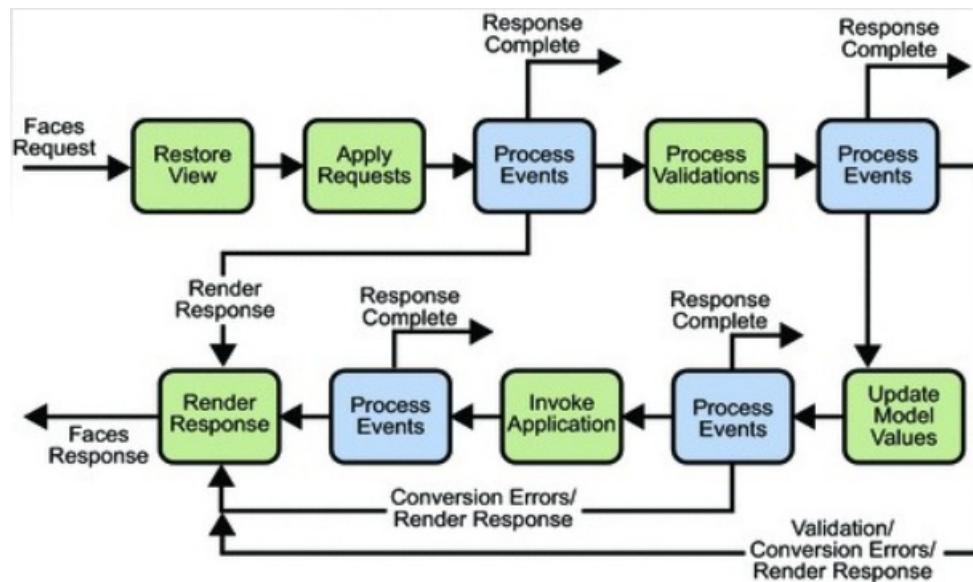 Response
Complete
Response
Complete
Faces
Request
Restore
View
Apply
Requests
Process
Events
Process
Validations
Process
Events
Render
Response
Response
Complete
Response
Complete
Render
Response
Process
Events
Invoke
Application
Process
Events
Update
Model
Values
Faces
Response
Conversion Errors/
Render Response
Validation/
Conversion Errors/
Render Response